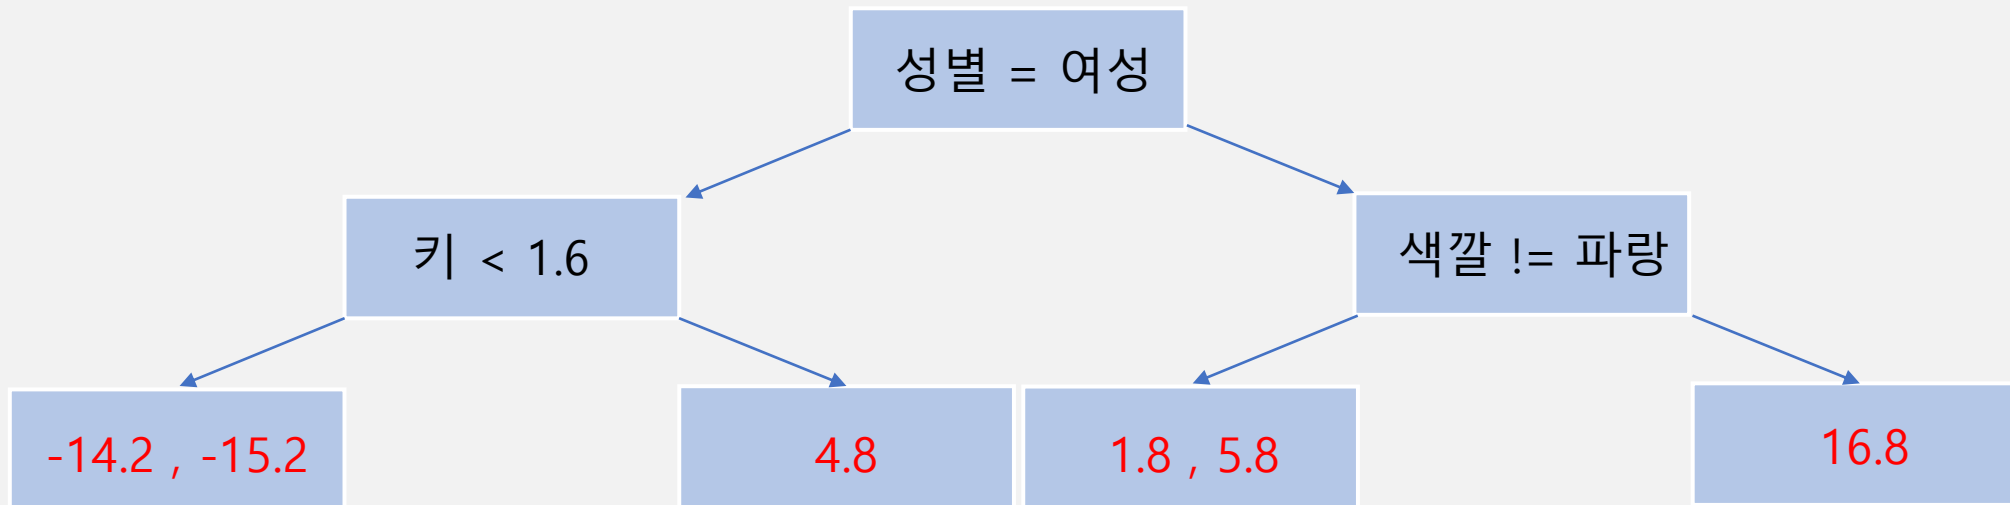 성별 = 여성
키 < 1.6
색깔 != 파랑
-14.2 , -15.2
4.8
1.8 , 5.8
16.8